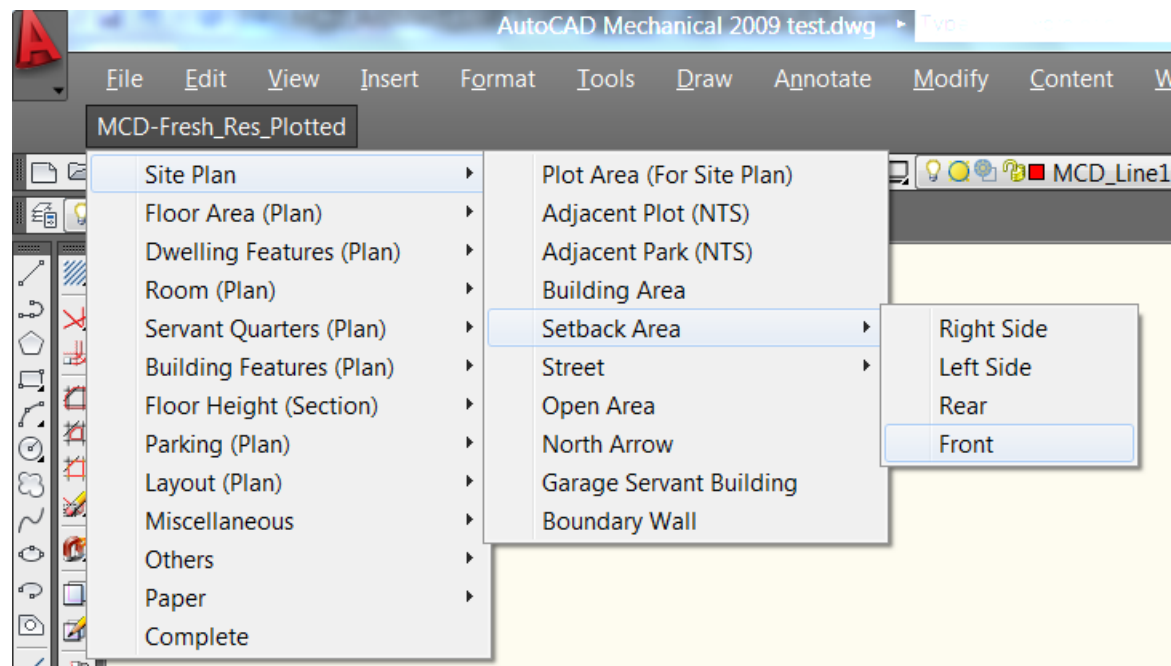 AutoCAD Mechanical 2009 test.dwg
File Edit View Insert Format Tools Draw Annotate Modify Content W
MCD-Fresh_Res_Plotted
MCD_Line1
Site Plan
Floor Area (Plan)
Dwelling Features (Plan)
Room (Plan)
Servant Quarters (Plan)
Building Features (Plan)
Floor Height (Section)
Parking (Plan)
Layout (Plan)
Miscellaneous
Others
Paper
Complete
Plot Area (For Site Plan)
Adjacent Plot (NTS)
Adjacent Park (NTS)
Building Area
Setback Area
Street
Open Area
North Arrow
Garage Servant Building
Boundary Wall
Right Side
Left Side
Rear
Front